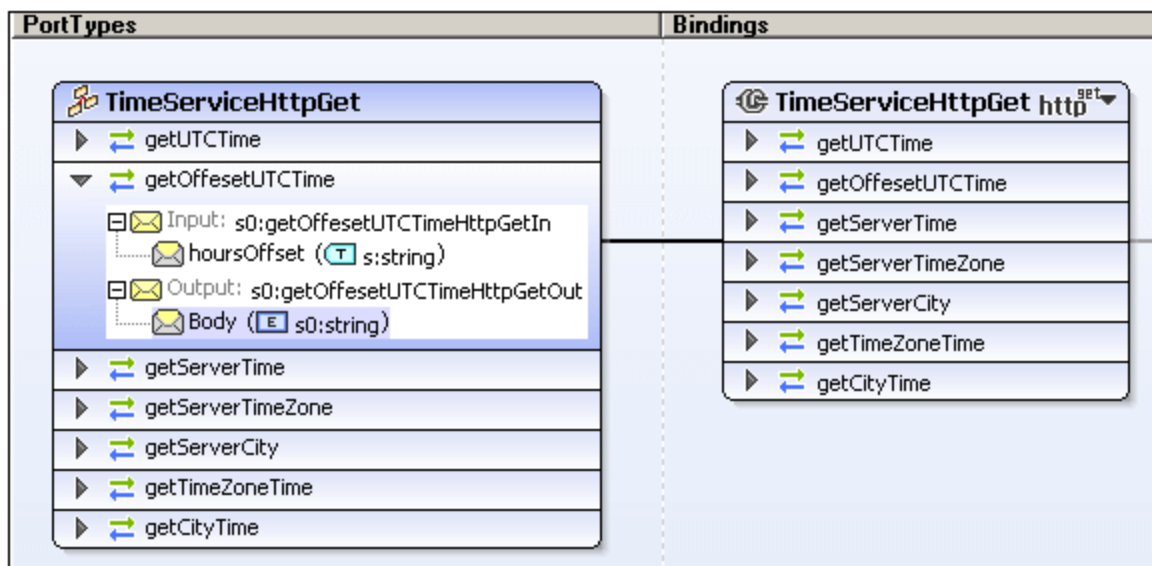 PortTypes
Bindings
TimeServiceHttpGet
getUTCTime
getOffesetUTCTime
Input: s0:getOffesetUTCTimeHttpGetIn
hoursOffset (T s:string)
Output: s0:getOffesetUTCTimeHttpGetOut
Body (E s0:string)
getServerTime
getServerTimeZone
getServerCity
getTimeZoneTime
getCityTime
TimeServiceHttpGet http get
getUTCTime
getOffesetUTCTime
getServerTime
getServerTimeZone
getServerCity
getTimeZoneTime
getCityTime